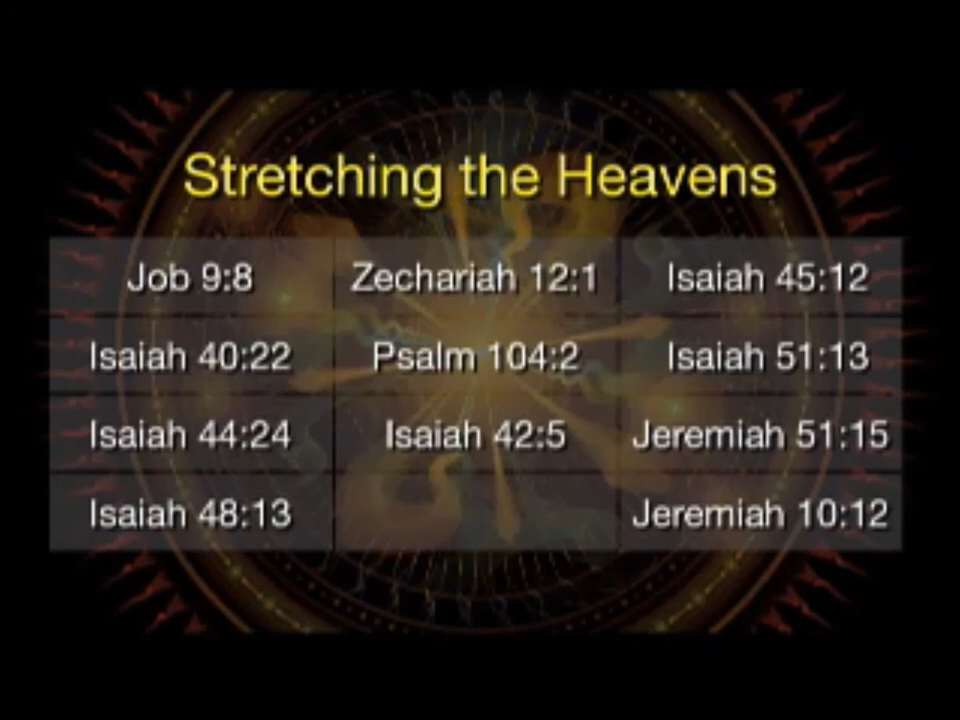 Stretching the Heavens
Job 9:8 Zechariah 12:1 Isaiah 45:12
Isaiah 40:22 Psalm 104:2 Isaiah 51:13
Isaiah 44:24 Isaiah 42:5 Jeremiah 51:15
Isaiah 48:13 Jeremiah 10:12